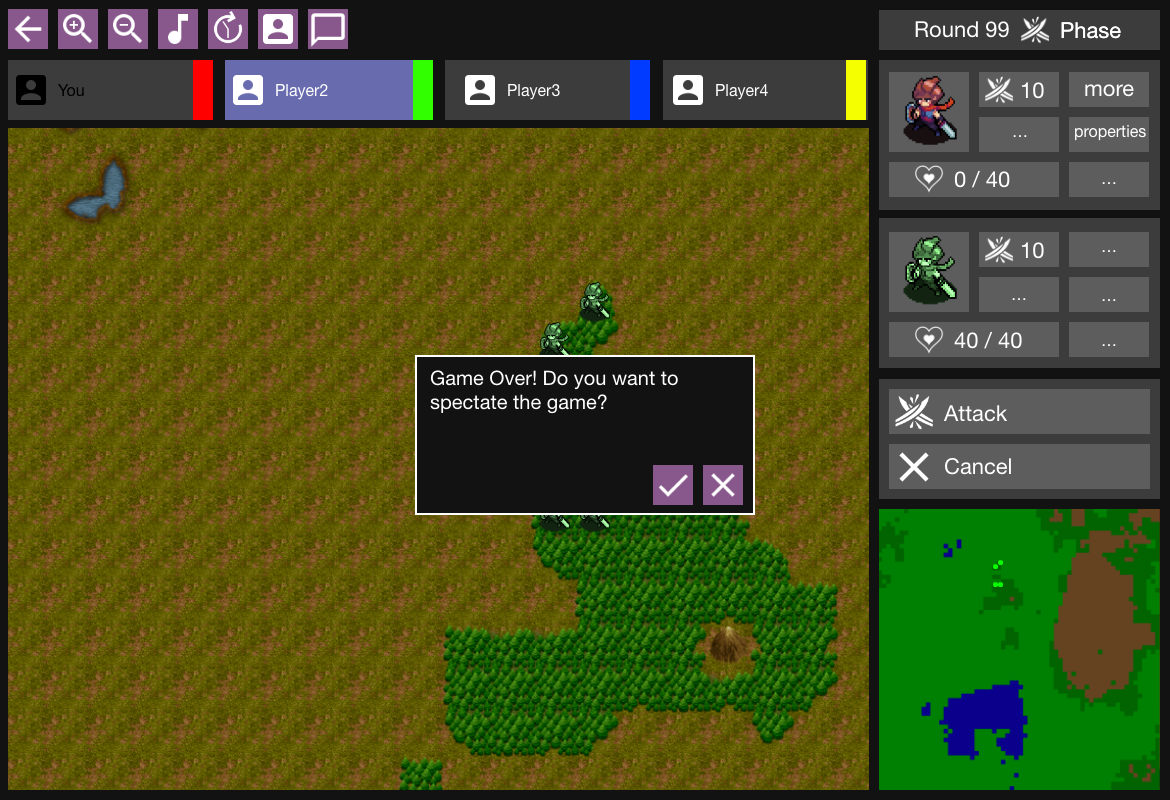 Round 99 Phase
You
Player2
Player3
Player4
10
more
...
properties
0 / 40
...
10
...
...
...
40 / 40
...
Game Over! Do you want to
spectate the game?
Attack
Cancel